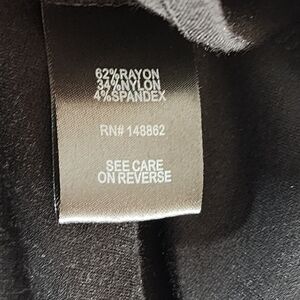 62%RAYON
34%NYLON
4%SPANDEX
RN# 148862
SEE CARE
ON REVERSE